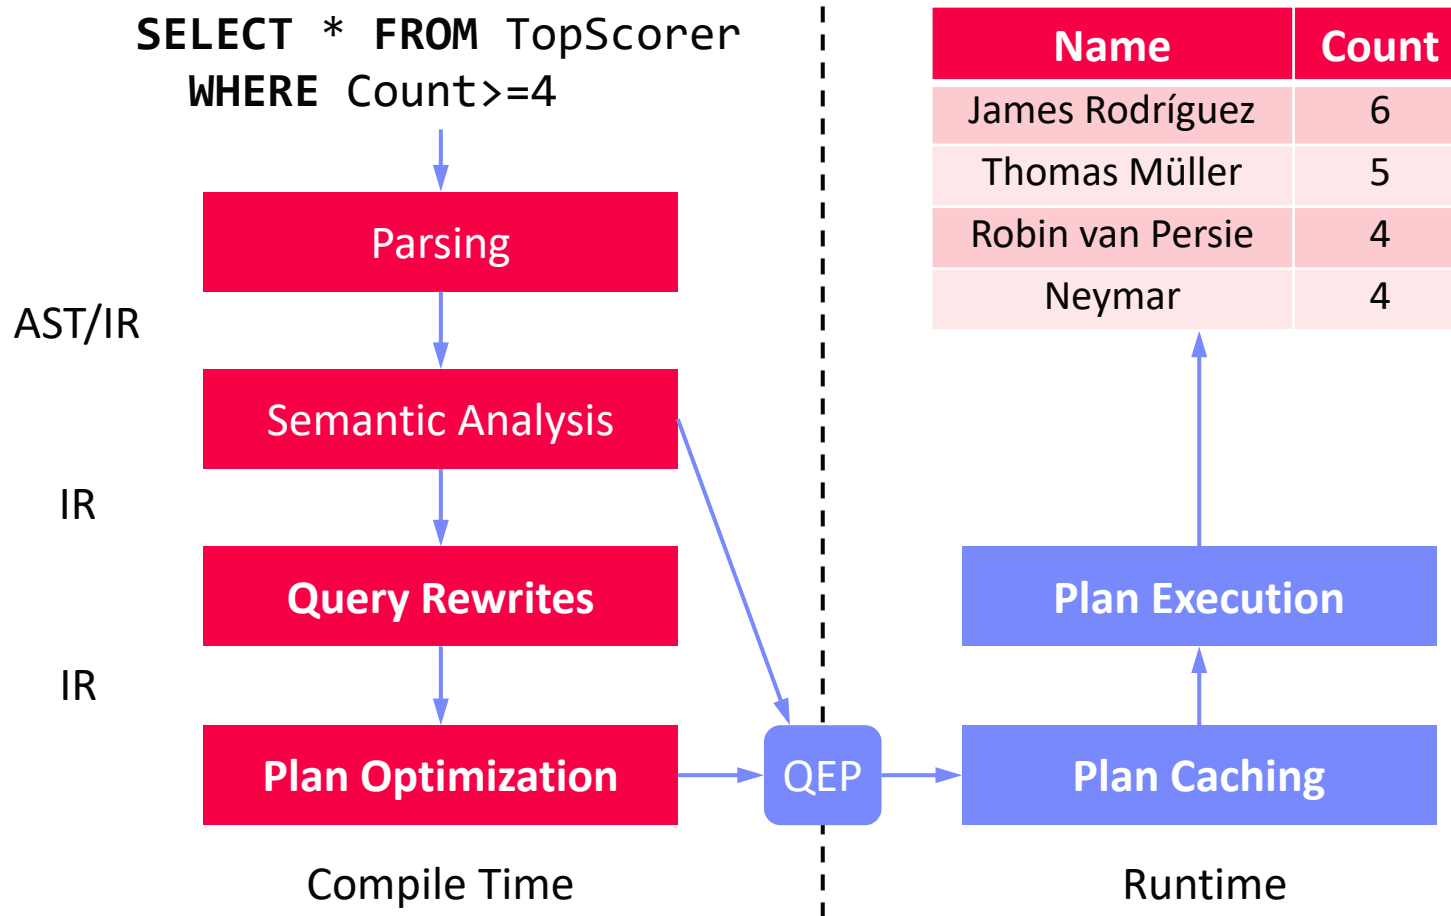 SELECT * FROM TopScorer
WHERE Count>=4
Parsing
AST/IR
Semantic Analysis
IR
Query Rewrites
IR
Plan Optimization
QEP
Compile Time
Name Count
James Rodríguez 6
Thomas Müller 5
Robin van Persie 4
Neymar 4
Plan Execution
Plan Caching
Runtime